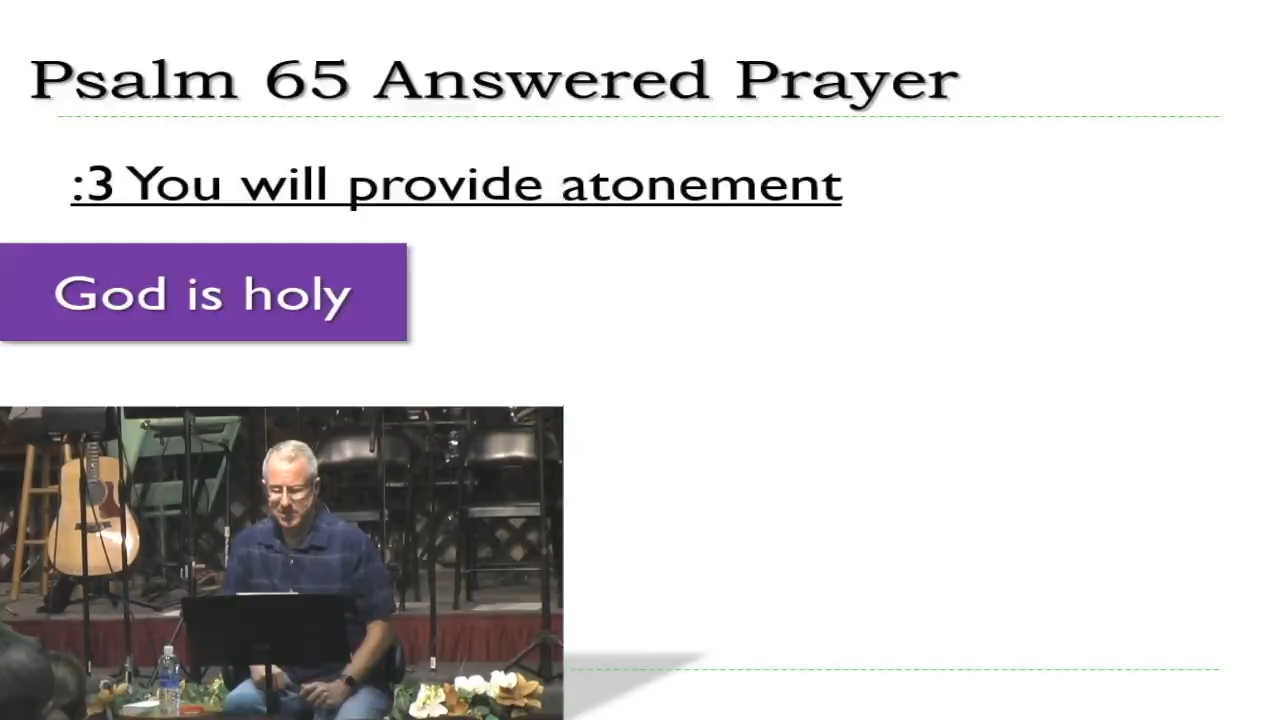 Psalm 65 Answered Prayer
:3 You will provide atonement
God is holy